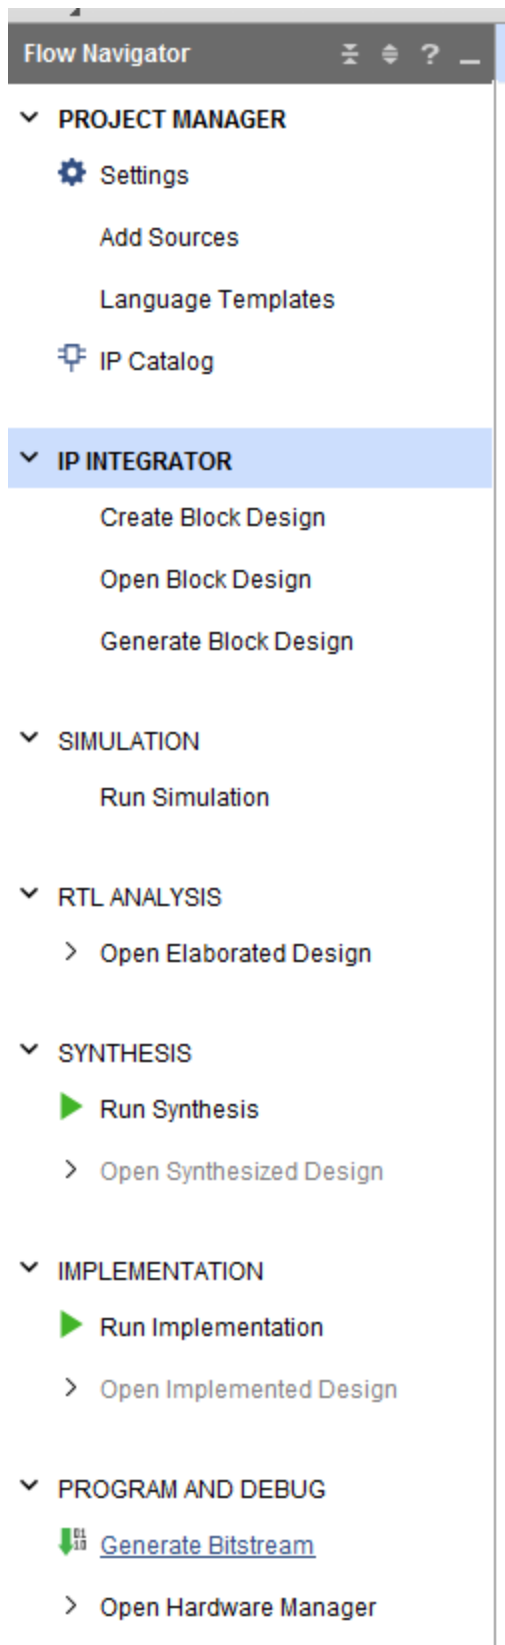 Flow Navigator ?
PROJECT MANAGER
Settings
Add Sources
Language Templates
IP Catalog
IP INTEGRATOR
Create Block Design
Open Block Design
Generate Block Design
SIMULATION
Run Simulation
RTL ANALYSIS
Open Elaborated Design
SYNTHESIS
Run Synthesis
Open Synthesized Design
IMPLEMENTATION
Run Implementation
Open Implemented Design
PROGRAM AND DEBUG
Generate Bitstream
Open Hardware Manager